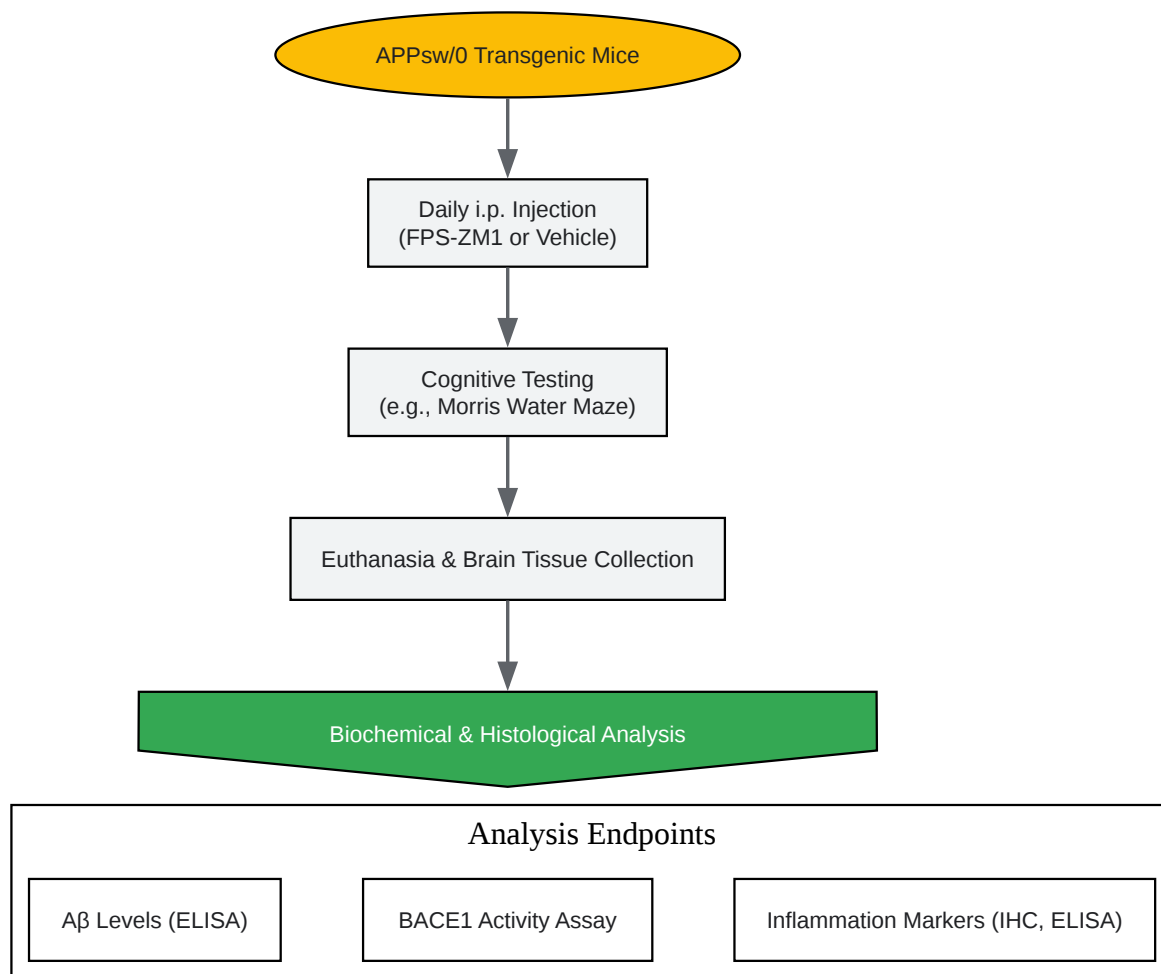 APPsw/0 Transgenic Mice
Daily i.p. Injection
(FPS-ZM1 or Vehicle)
Cognitive Testing
(e.g., Morris Water Maze)
Euthanasia & Brain Tissue Collection
Biochemical & Histological Analysis
Analysis Endpoints
Aβ Levels (ELISA)
BACE1 Activity Assay
Inflammation Markers (IHC, ELISA)